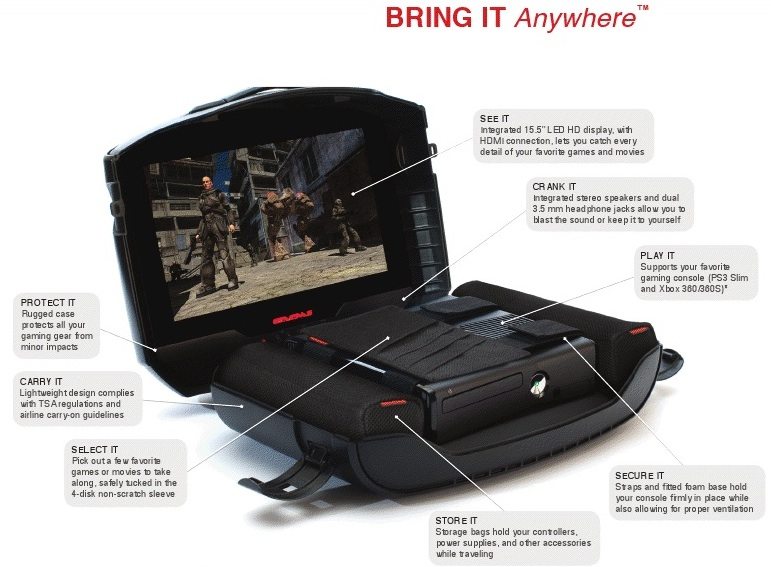 BRING IT Anywhere™
SEE IT
Integrated 15.5" LED HD display, with
HDMI connection, lets you catch every
detail of your favorite games and movies
CRANK IT
Integrated stereo speakers and dual
3.5 mm headphone jacks allow you to
blast the sound or keep it to yourself
PLAY IT
Supports your favorite
gaming console (PS3 Slim
and Xbox 360/360S)*
PROTECT IT
Rugged case
protects all your
gaming gear from
minor impacts
CARRY IT
Lightweight design complies
with TSA regulations and
airline carry-on guidelines
SELECT IT
Pick out a few favorite
games or movies to take
along, safely tucked in the
4-disk non-scratch sleeve
STORE IT
Storage bags hold your controllers,
power supplies, and other accessories
while traveling
SECURE IT
Straps and fitted foam base hold
your console firmly in place while
also allowing for proper ventilation